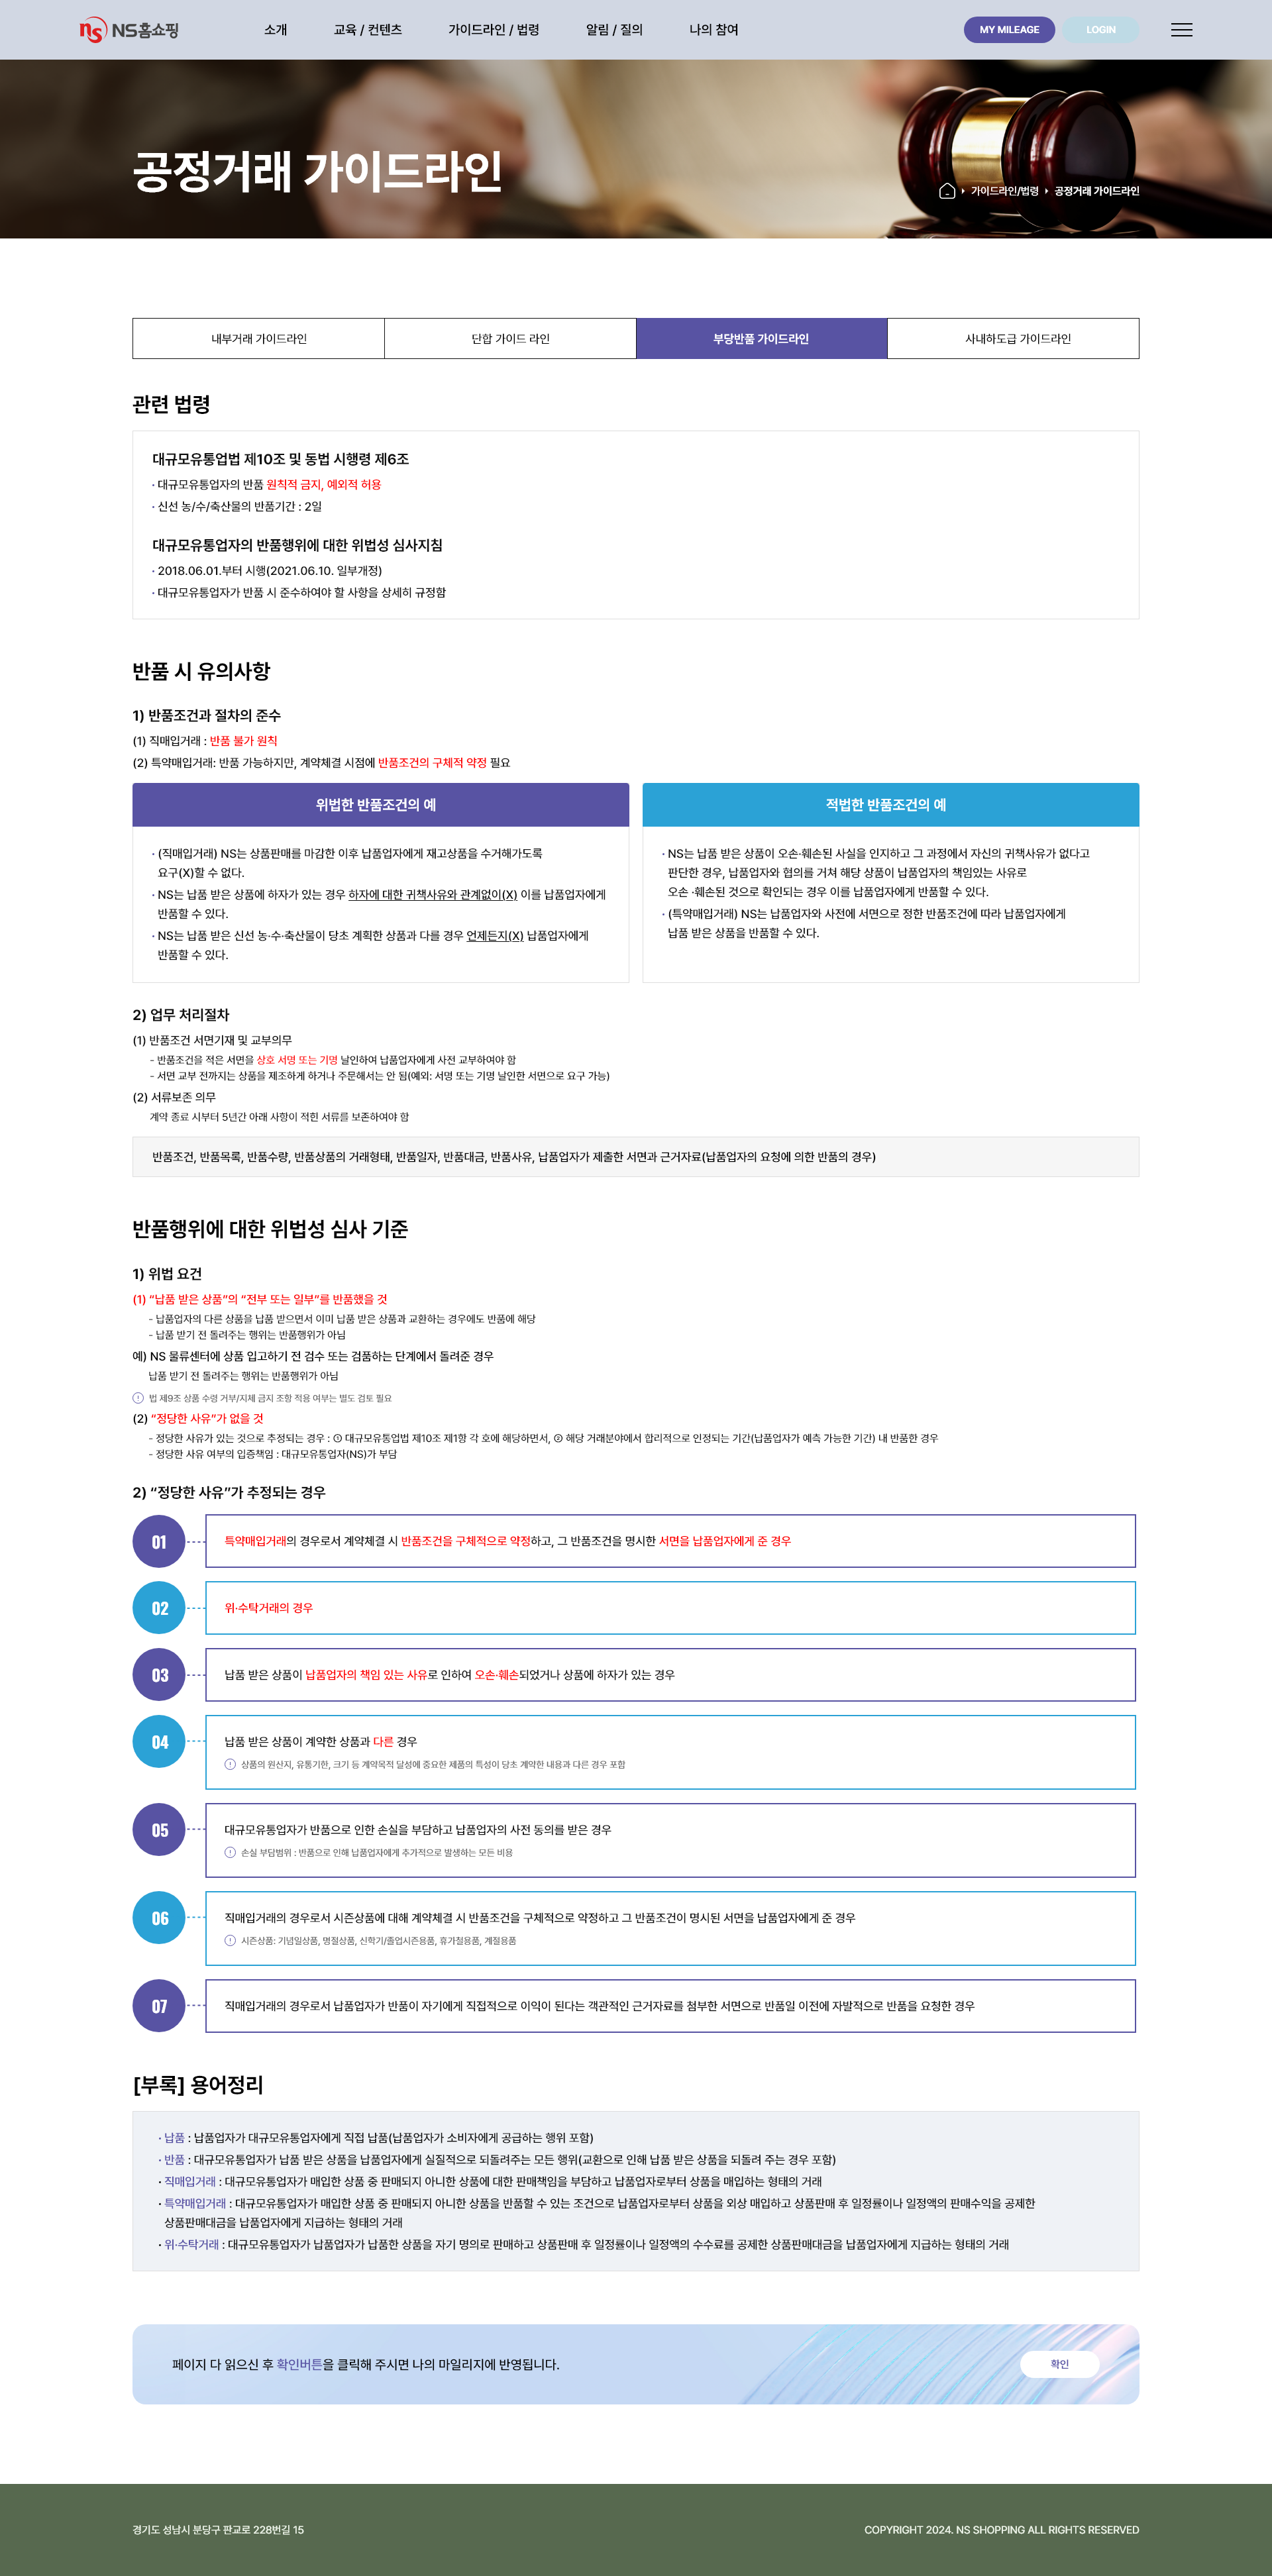 ns NS홈쇼핑
소개
교육 / 컨텐츠
가이드라인 / 법령
알림 / 질의
나의 참여
MY MILEAGE
LOGIN
공정거래 가이드라인
가이드라인/법령
공정거래 가이드라인
내부거래 가이드라인
단합 가이드 라인
부당반품 가이드라인
사내하도급 가이드라인
관련 법령
대규모유통업법 제10조 및 동법 시행령 제6조
· 대규모유통업자의 반품 원칙적 금지, 예외적 허용
· 신선 농/수/축산물의 반품기간 : 2일
대규모유통업자의 반품행위에 대한 위법성 심사지침
· 2018.06.01.부터 시행(2021.06.10. 일부개정)
· 대규모유통업자가 반품 시 준수하여야 할 사항을 상세히 규정함
반품 시 유의사항
1) 반품조건과 절차의 준수
(1) 직매입거래 : 반품 불가 원칙
(2) 특약매입거래: 반품 가능하지만, 계약체결 시점에 반품조건의 구체적 약정 필요
위법한 반품조건의 예
· (직매입거래) NS는 상품판매를 마감한 이후 납품업자에게 재고상품을 수거해가도록
요구(X)할 수 없다.
· NS는 납품 받은 상품에 하자가 있는 경우 하자에 대한 귀책사유와 관계없이(X) 이를 납품업자에게
반품할 수 있다.
· NS는 납품 받은 신선 농·수·축산물이 당초 계획한 상품과 다를 경우 언제든지(X) 납품업자에게
반품할 수 있다.
적법한 반품조건의 예
· NS는 납품 받은 상품이 오손·훼손된 사실을 인지하고 그 과정에서 자신의 귀책사유가 없다고
판단한 경우, 납품업자와 협의를 거쳐 해당 상품이 납품업자의 책임있는 사유로
오손 ·훼손된 것으로 확인되는 경우 이를 납품업자에게 반품할 수 있다.
· (특약매입거래) NS는 납품업자와 사전에 서면으로 정한 반품조건에 따라 납품업자에게
납품 받은 상품을 반품할 수 있다.
2) 업무 처리절차
(1) 반품조건 서면기재 및 교부의무
- 반품조건을 적은 서면을 상호 서명 또는 기명 날인하여 납품업자에게 사전 교부하여야 함
- 서면 교부 전까지는 상품을 제조하게 하거나 주문해서는 안 됨(예외: 서명 또는 기명 날인한 서면으로 요구 가능)
(2) 서류보존 의무
계약 종료 시부터 5년간 아래 사항이 적힌 서류를 보존하여야 함
반품조건, 반품목록, 반품수량, 반품상품의 거래형태, 반품일자, 반품대금, 반품사유, 납품업자가 제출한 서면과 근거자료(납품업자의 요청에 의한 반품의 경우)
반품행위에 대한 위법성 심사 기준
1) 위법 요건
(1) “납품 받은 상품”의 “전부 또는 일부”를 반품했을 것
- 납품업자의 다른 상품을 납품 받으면서 이미 납품 받은 상품과 교환하는 경우에도 반품에 해당
- 납품 받기 전 돌려주는 행위는 반품행위가 아님
예) NS 물류센터에 상품 입고하기 전 검수 또는 검품하는 단계에서 돌려준 경우
납품 받기 전 돌려주는 행위는 반품행위가 아님
법 제9조 상품 수령 거부/지체 금지 조항 적용 여부는 별도 검토 필요
(2) “정당한 사유”가 없을 것
- 정당한 사유가 있는 것으로 추정되는 경우 : ① 대규모유통업법 제10조 제1항 각 호에 해당하면서, ② 해당 거래분야에서 합리적으로 인정되는 기간(납품업자가 예측 가능한 기간) 내 반품한 경우
- 정당한 사유 여부의 입증책임 : 대규모유통업자(NS)가 부담
2) “정당한 사유”가 추정되는 경우
01
특약매입거래의 경우로서 계약체결 시 반품조건을 구체적으로 약정하고, 그 반품조건을 명시한 서면을 납품업자에게 준 경우
02
위·수탁거래의 경우
03
납품 받은 상품이 납품업자의 책임 있는 사유로 인하여 오손·훼손되었거나 상품에 하자가 있는 경우
04
납품 받은 상품이 계약한 상품과 다른 경우
상품의 원산지, 유통기한, 크기 등 계약목적 달성에 중요한 제품의 특성이 당초 계약한 내용과 다른 경우 포함
05
대규모유통업자가 반품으로 인한 손실을 부담하고 납품업자의 사전 동의를 받은 경우
손실 부담범위 : 반품으로 인해 납품업자에게 추가적으로 발생하는 모든 비용
06
직매입거래의 경우로서 시즌상품에 대해 계약체결 시 반품조건을 구체적으로 약정하고 그 반품조건이 명시된 서면을 납품업자에게 준 경우
시즌상품: 기념일상품, 명절상품, 신학기/졸업시즌용품, 휴가철용품, 계절용품
07
직매입거래의 경우로서 납품업자가 반품이 자기에게 직접적으로 이익이 된다는 객관적인 근거자료를 첨부한 서면으로 반품일 이전에 자발적으로 반품을 요청한 경우
[부록] 용어정리
· 납품 : 납품업자가 대규모유통업자에게 직접 납품(납품업자가 소비자에게 공급하는 행위 포함)
· 반품 : 대규모유통업자가 납품 받은 상품을 납품업자에게 실질적으로 되돌려주는 모든 행위(교환으로 인해 납품 받은 상품을 되돌려 주는 경우 포함)
· 직매입거래 : 대규모유통업자가 매입한 상품 중 판매되지 아니한 상품에 대한 판매책임을 부담하고 납품업자로부터 상품을 매입하는 형태의 거래
· 특약매입거래 : 대규모유통업자가 매입한 상품 중 판매되지 아니한 상품을 반품할 수 있는 조건으로 납품업자로부터 상품을 외상 매입하고 상품판매 후 일정률이나 일정액의 판매수익을 공제한
상품판매대금을 납품업자에게 지급하는 형태의 거래
· 위·수탁거래 : 대규모유통업자가 납품업자가 납품한 상품을 자기 명의로 판매하고 상품판매 후 일정률이나 일정액의 수수료를 공제한 상품판매대금을 납품업자에게 지급하는 형태의 거래
페이지 다 읽으신 후 확인버튼을 클릭해 주시면 나의 마일리지에 반영됩니다.
확인
경기도 성남시 분당구 판교로 228번길 15
COPYRIGHT 2024. NS SHOPPING ALL RIGHTS RESERVED